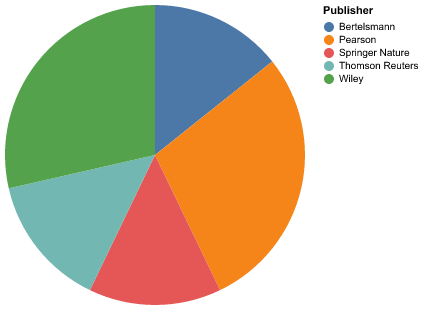 Publisher
Bertelsmann
Pearson
Springer Nature
Thomson Reuters
Wiley